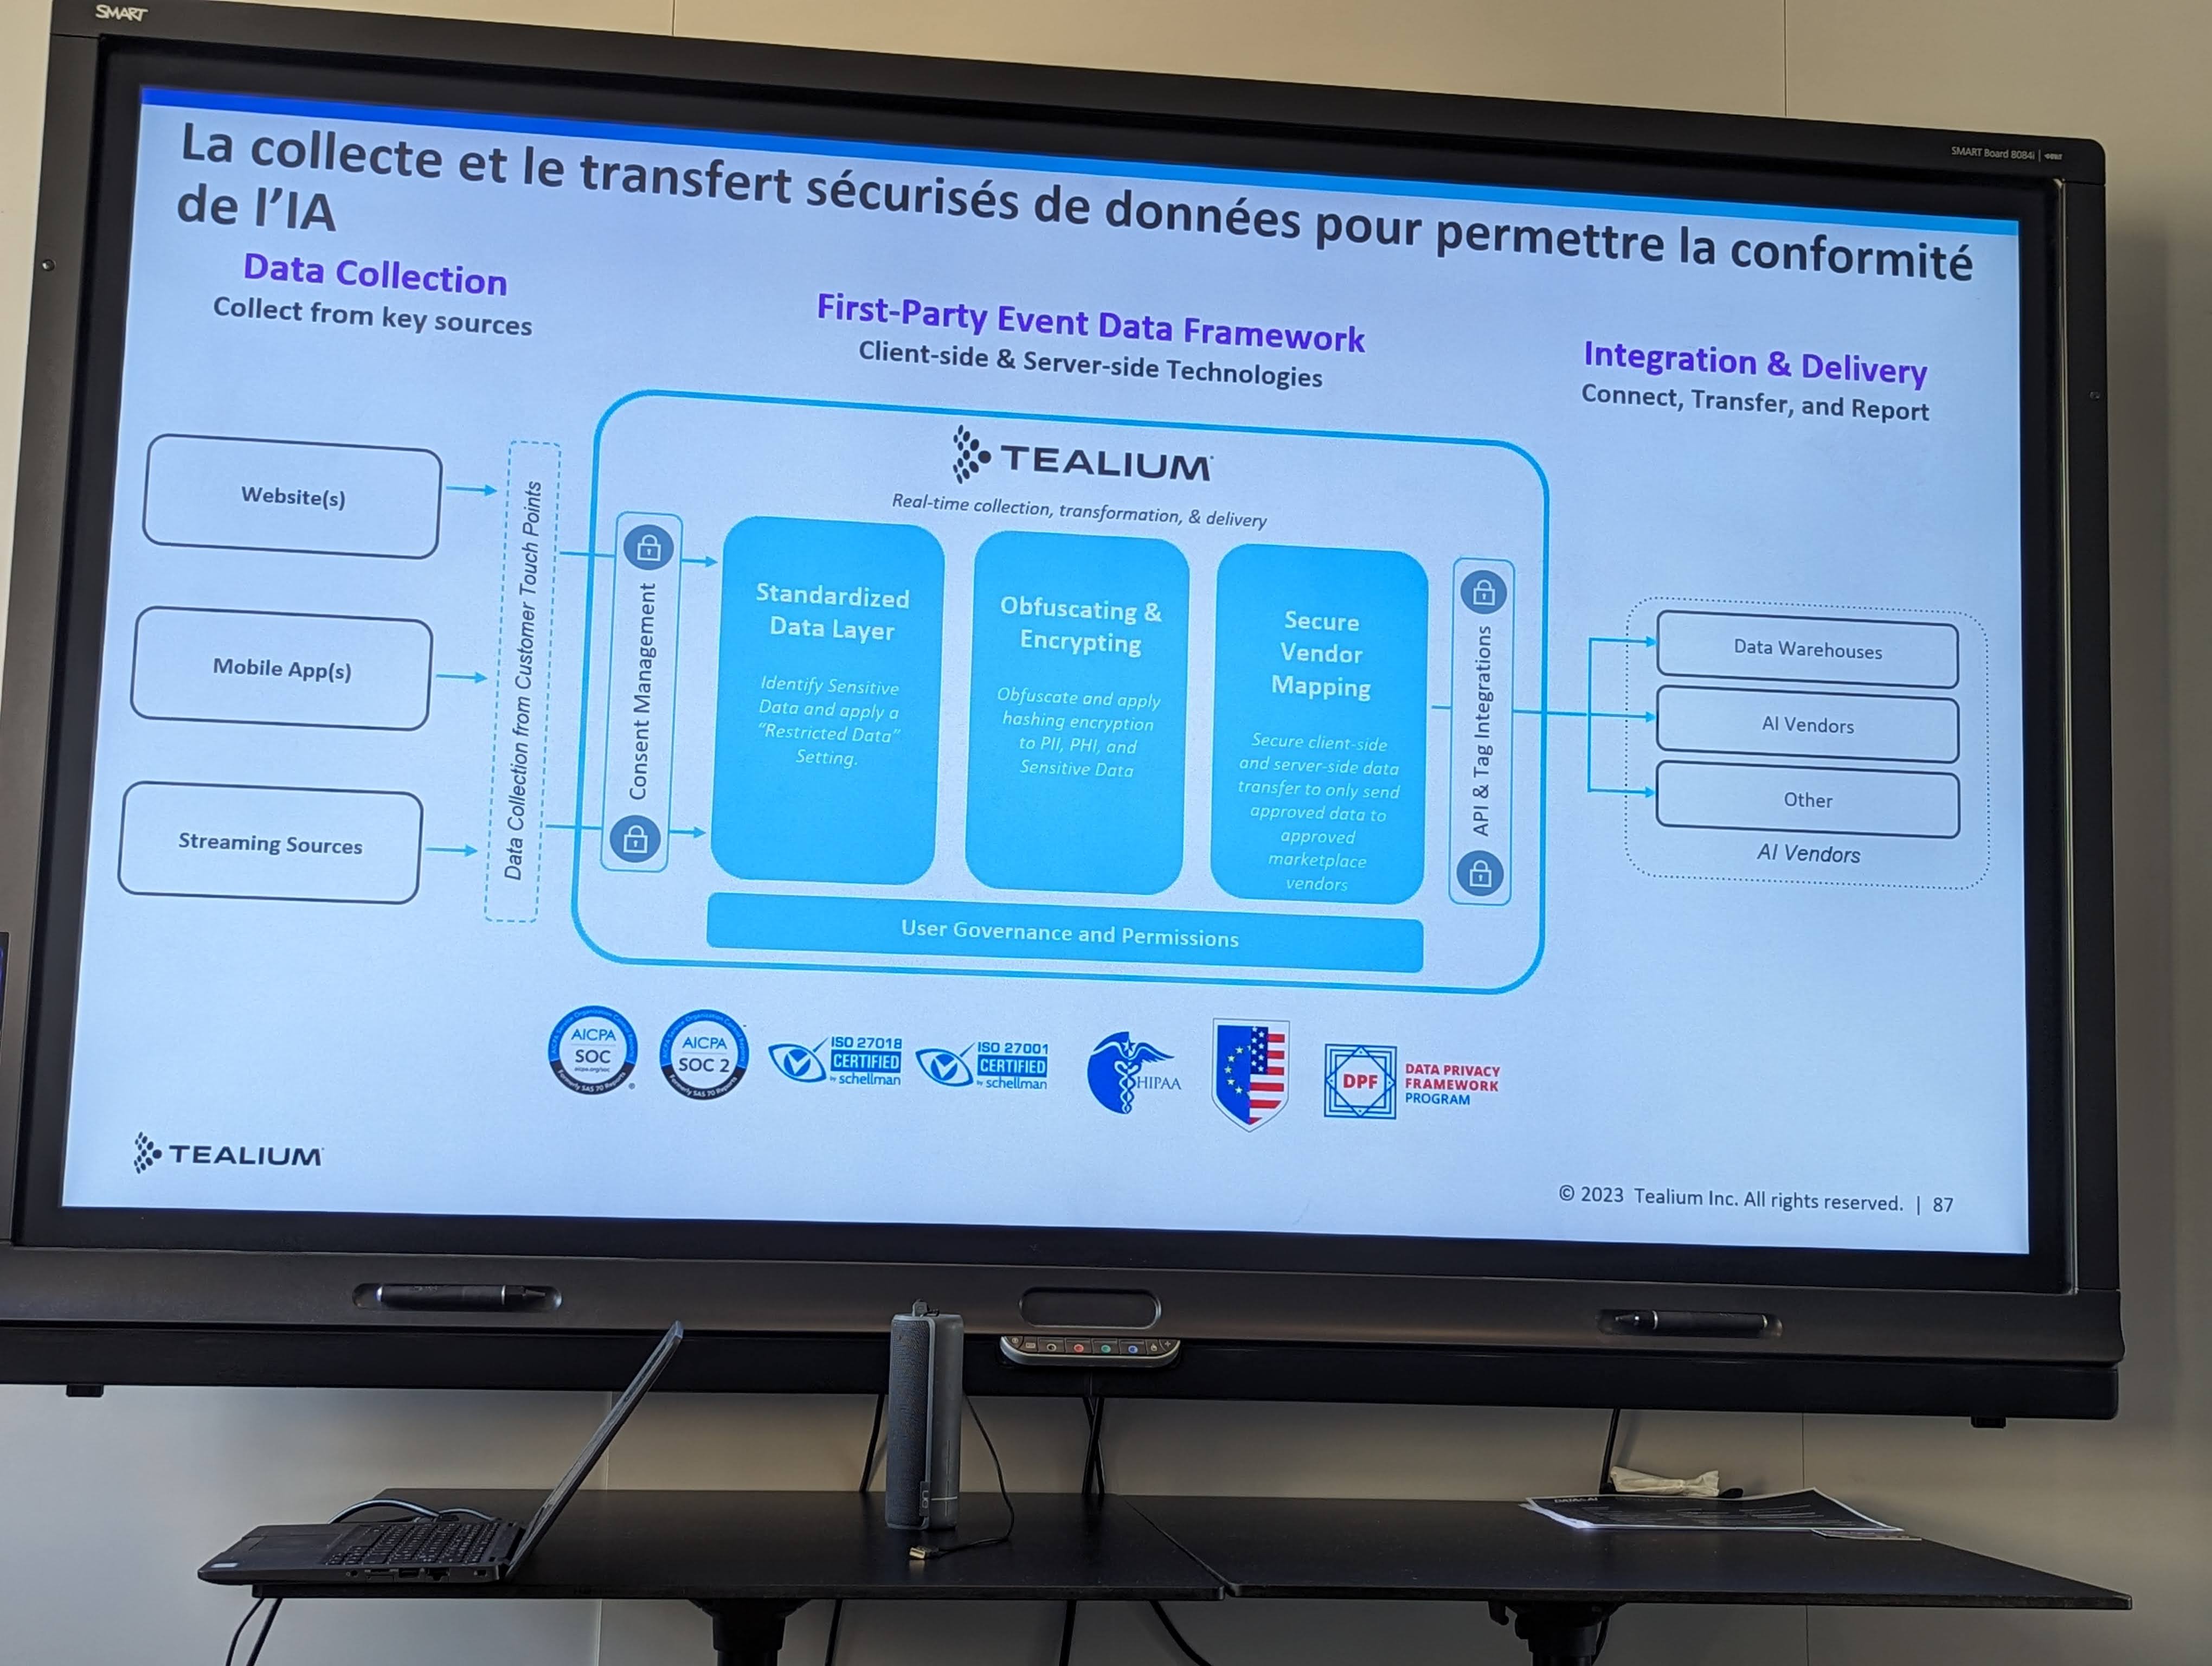 SMART
SMART Board 8084i
La collecte et le transfert sécurisés de données pour permettre la conformité
de l’IA
Data Collection
Collect from key sources
First-Party Event Data Framework
Client-side & Server-side Technologies
Integration & Delivery
Connect, Transfer, and Report
Website(s)
Mobile App(s)
Streaming Sources
Data Collection from Customer Touch Points
TEALIUM
Real-time collection, transformation, & delivery
Consent Management
Standardized
Data Layer
Identify Sensitive
Data and apply a
“Restricted Data”
Setting.
Obfuscating &
Encrypting
Obfuscate and apply
hashing encryption
to PII, PHI, and
Sensitive Data
Secure
Vendor
Mapping
Secure client-side
and server-side data
transfer to only send
approved data to
approved
marketplace
vendors
API & Tag Integrations
User Governance and Permissions
Data Warehouses
AI Vendors
Other
AI Vendors
AICPA
SOC
aicpa.org/soc
Formerly SAS 70 Reports
AICPA
SOC 2
Formerly SAS 70 Reports
ISO 27018
CERTIFIED
by schellman
ISO 27001
CERTIFIED
by schellman
HIPAA
DPF
DATA PRIVACY
FRAMEWORK
PROGRAM
TEALIUM
© 2023 Tealium Inc. All rights reserved. | 87